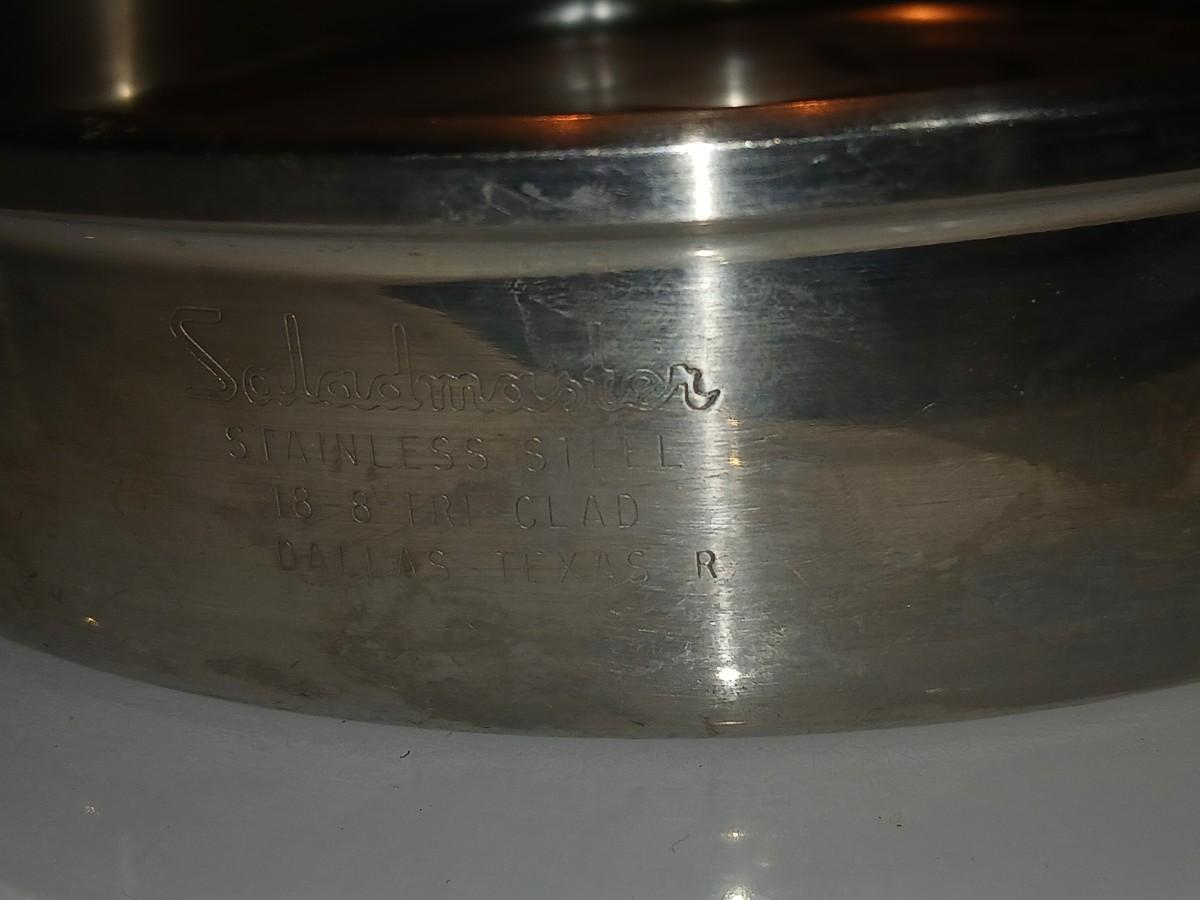 Saladmaster
STAINLESS STEEL
18-8 TRI CLAD
DALLAS TEXAS R